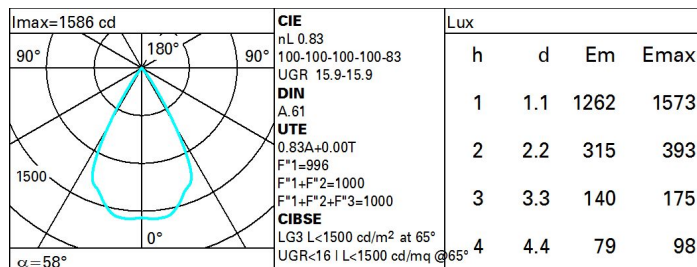 Imax=1586 cd
90°
180°
90°
1500
0°
α=58°
CIE
nL 0.83
100-100-100-100-83
UGR 15.9-15.9
DIN
A.61
UTE
0.83A+0.00T
F"1=996
F"1+F"2=1000
F"1+F"2+F"3=1000
CIBSE
LG3 L<1500 cd/m² at 65°
UGR<16 | L<1500 cd/mq @65°
Lux
h d Em Emax
1 1.1 1262 1573
2 2.2 315 393
3 3.3 140 175
4 4.4 79 98